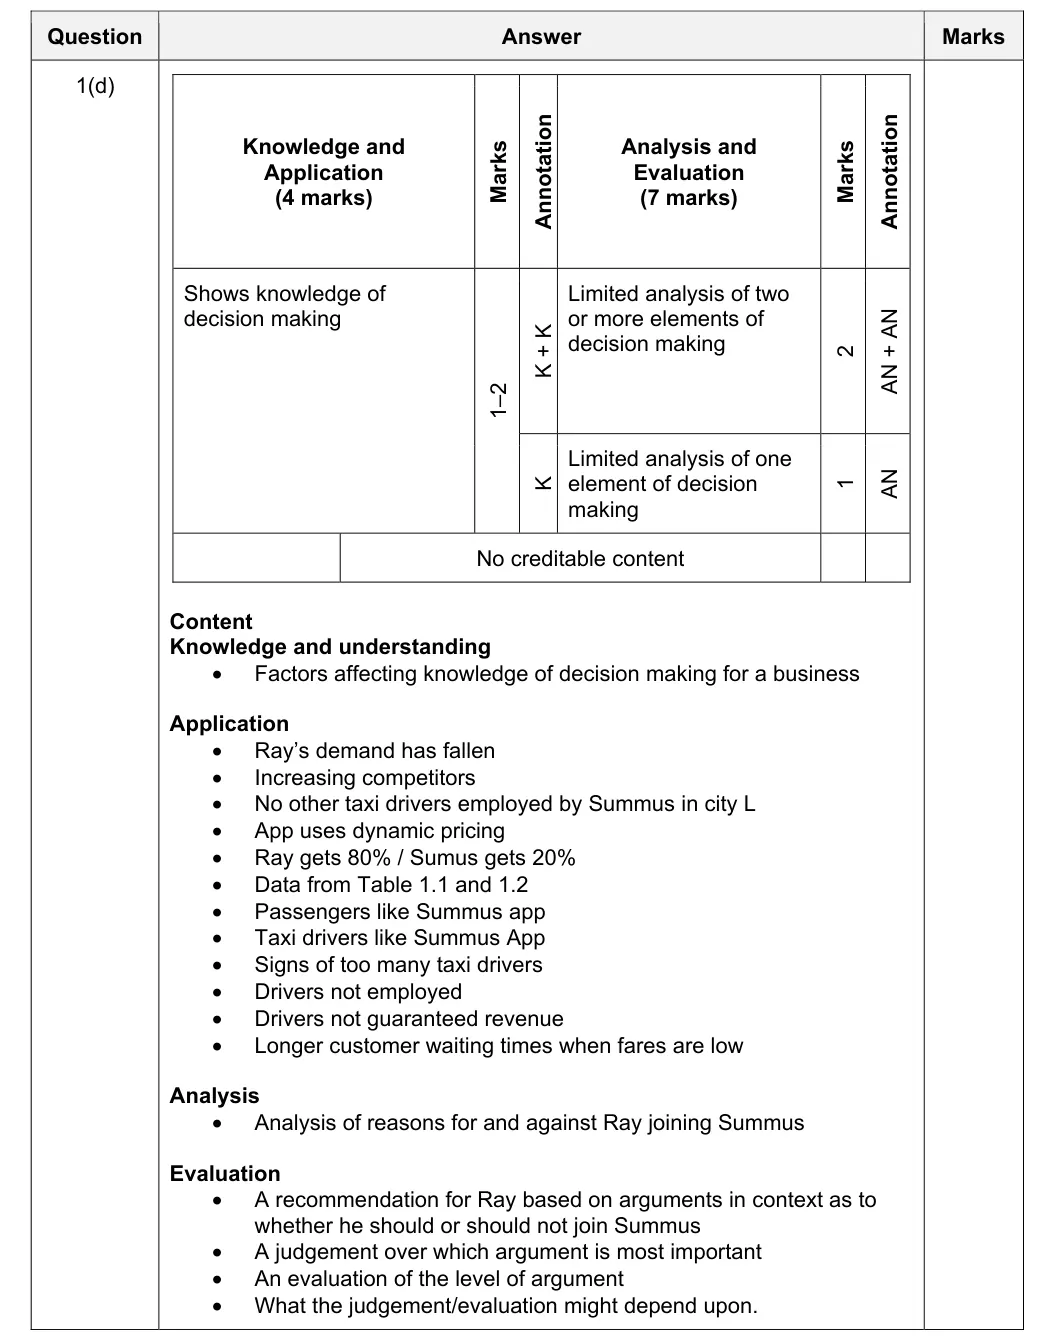 Question Answer Marks
1(d)
Knowledge and
Application
(4 marks)
Marks
Annotation
Analysis and
Evaluation
(7 marks)
Marks
Annotation
Shows knowledge of
decision making
1–2
K + K
Limited analysis of two
or more elements of
decision making
2
AN + AN
K
Limited analysis of one
element of decision
making
1
AN
No creditable content
Content
Knowledge and understanding
• Factors affecting knowledge of decision making for a business
Application
• Ray’s demand has fallen
• Increasing competitors
• No other taxi drivers employed by Summus in city L
• App uses dynamic pricing
• Ray gets 80% / Sumus gets 20%
• Data from Table 1.1 and 1.2
• Passengers like Summus app
• Taxi drivers like Summus App
• Signs of too many taxi drivers
• Drivers not employed
• Drivers not guaranteed revenue
• Longer customer waiting times when fares are low
Analysis
• Analysis of reasons for and against Ray joining Summus
Evaluation
• A recommendation for Ray based on arguments in context as to
whether he should or should not join Summus
• A judgement over which argument is most important
• An evaluation of the level of argument
• What the judgement/evaluation might depend upon.